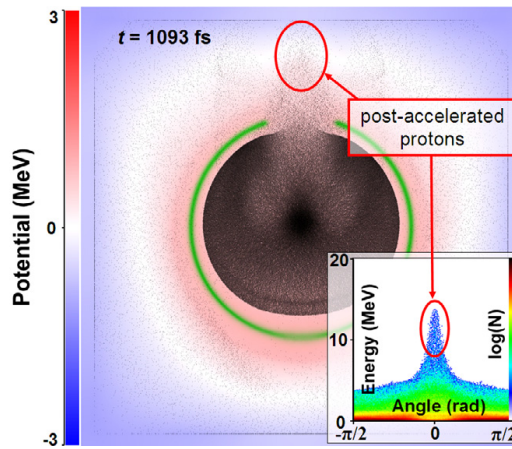 3
t = 1093 fs
post-accelerated
protons
Potential (MeV)
0
-3
20
10
0
Energy (MeV)
log(N)
Angle (rad)
-π/2
0
π/2